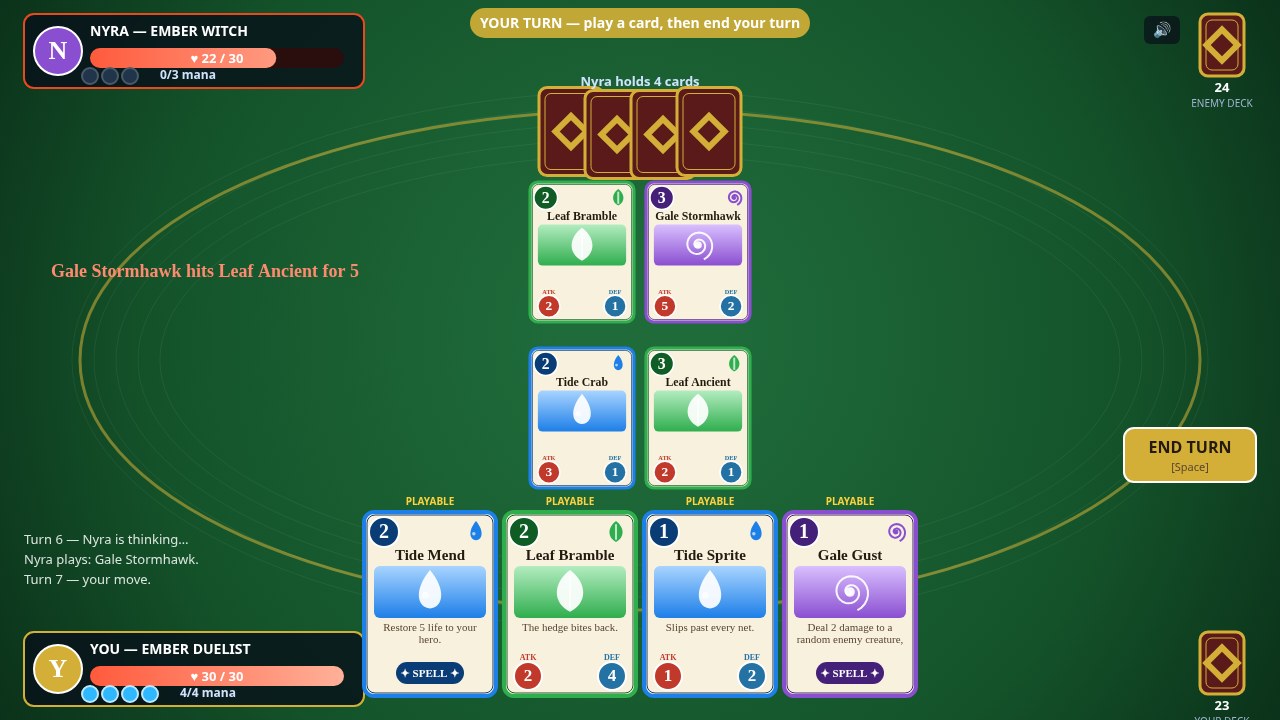 NYRA — EMBER WITCH
N
♥ 22 / 30
0/3 mana
YOUR TURN — play a card, then end your turn
🔊
24
ENEMY DECK
Nyra holds 4 cards
2
Leaf Bramble
ATK
DEF
2
1
3
Gale Stormhawk
ATK
DEF
5
2
Gale Stormhawk hits Leaf Ancient for 5
2
Tide Crab
ATK
DEF
3
1
3
Leaf Ancient
ATK
DEF
2
1
END TURN
[Space]
Turn 6 — Nyra is thinking...
Nyra plays: Gale Stormhawk.
Turn 7 — your move.
PLAYABLE
2
Tide Mend
Restore 5 life to your
hero.
✦ SPELL ✦
PLAYABLE
2
Leaf Bramble
The hedge bites back.
ATK
DEF
2
4
PLAYABLE
1
Tide Sprite
Slips past every net.
ATK
DEF
1
2
PLAYABLE
1
Gale Gust
Deal 2 damage to a
random enemy creature,
✦ SPELL ✦
YOU — EMBER DUELIST
Y
♥ 30 / 30
4/4 mana
23
YOUR DECK